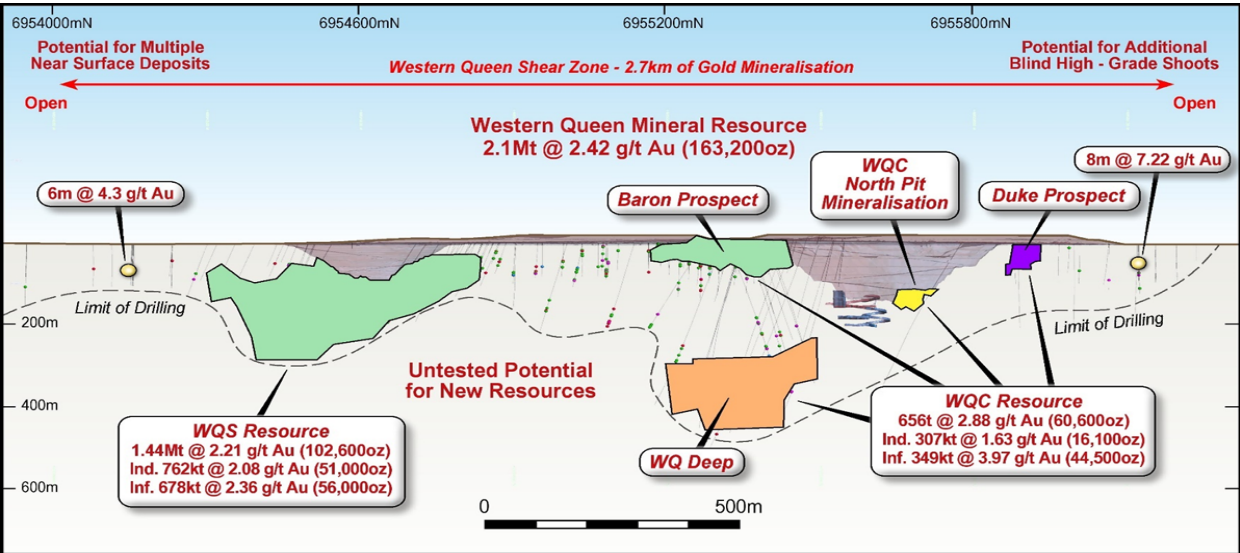 6954000mN
6954600mN
6955200mN
6955800mN
Potential for Multiple
Near Surface Deposits
Western Queen Shear Zone - 2.7km of Gold Mineralisation
Potential for Additional
Blind High - Grade Shoots
Open
Open
Western Queen Mineral Resource
2.1Mt @ 2.42 g/t Au (163,200oz)
6m @ 4.3 g/t Au
Baron Prospect
WQC
North Pit
Mineralisation
Duke Prospect
8m @ 7.22 g/t Au
Limit of Drilling
Limit of Drilling
200m
Untested Potential
for New Resources
400m
WQS Resource
1.44Mt @ 2.21 g/t Au (102,600oz)
Ind. 762kt @ 2.08 g/t Au (51,000oz)
Inf. 678kt @ 2.36 g/t Au (56,000oz)
WQ Deep
WQC Resource
656t @ 2.88 g/t Au (60,600oz)
Ind. 307kt @ 1.63 g/t Au (16,100oz)
Inf. 349kt @ 3.97 g/t Au (44,500oz)
600m
0
500m